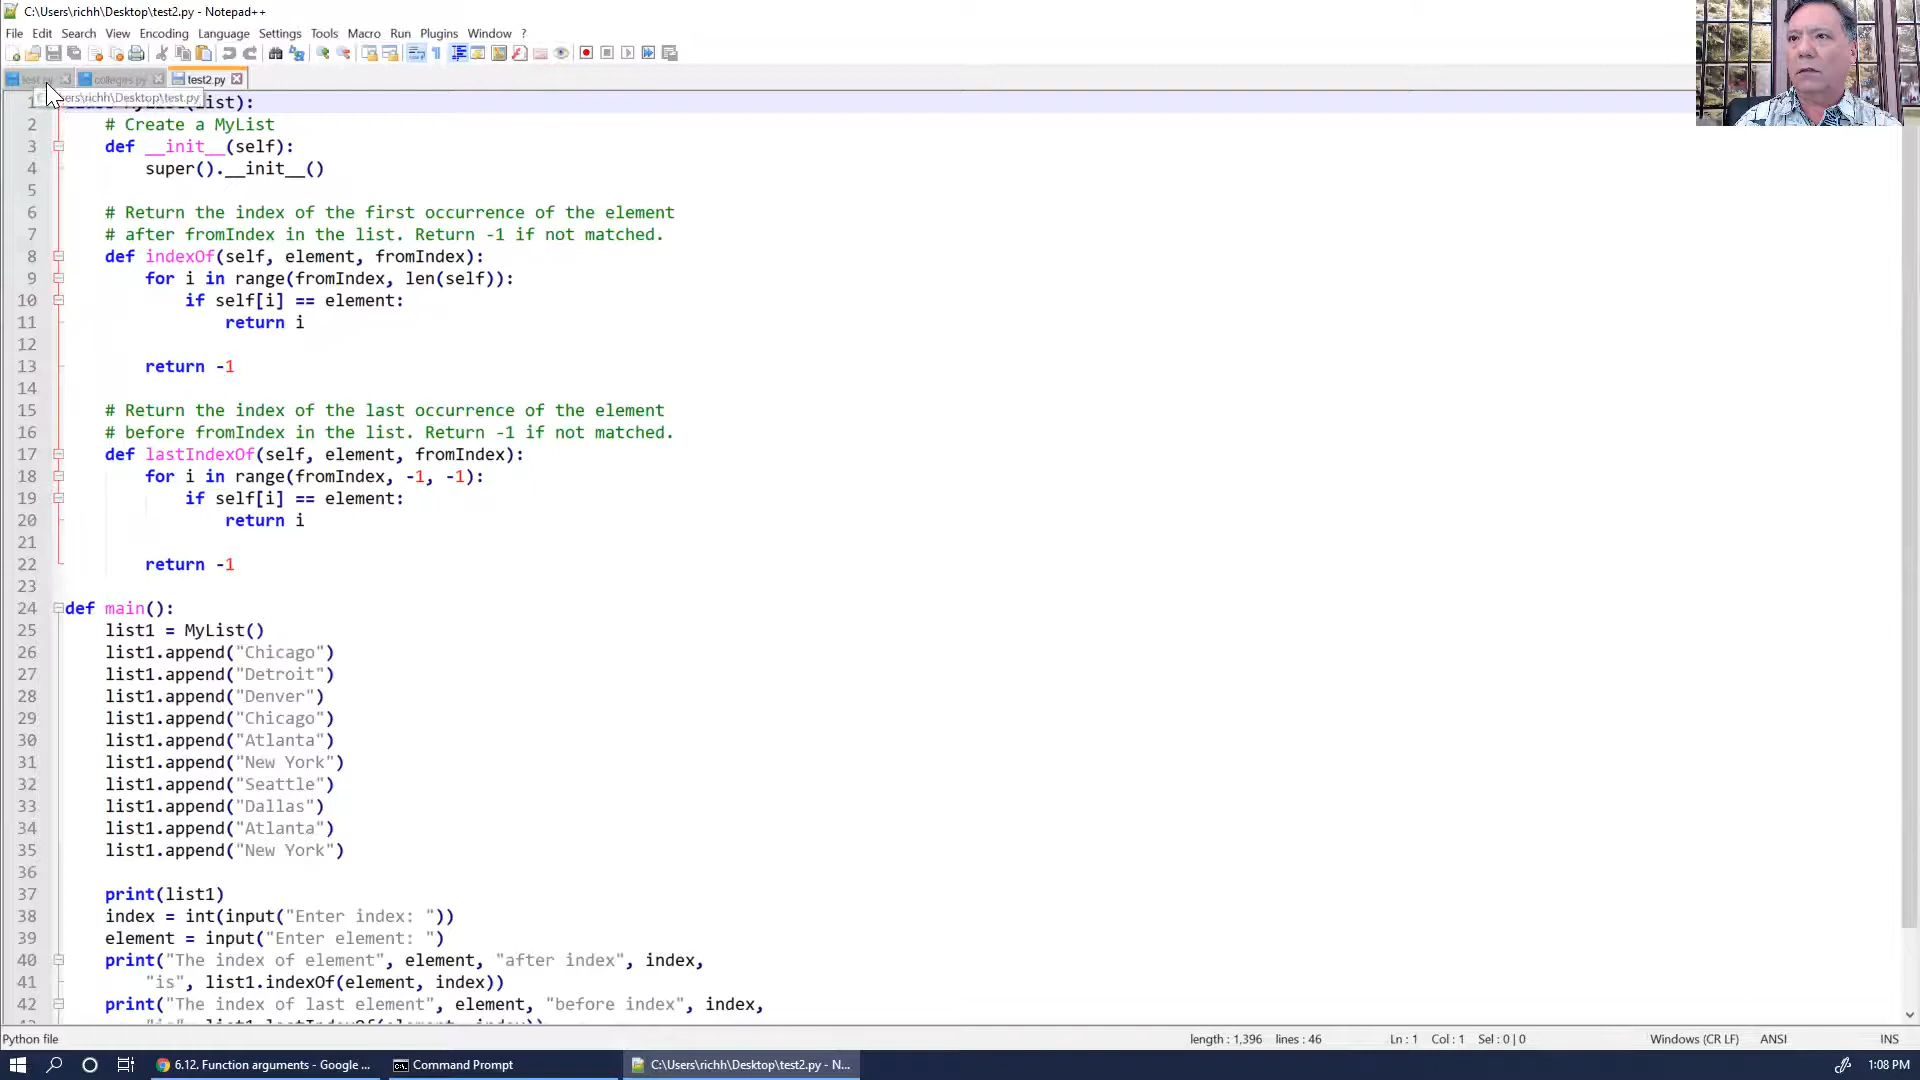 C:\Users\richh\Desktop\test2.py - Notepad++
File Edit Search View Encoding Language Settings Tools Macro Run Plugins Window ?
test.py colleges.py test2.py
1 (list):
ers\richh\Desktop\test.py
2 # Create a MyList
3 def __init__(self):
4 super().__init__()
5
6 # Return the index of the first occurrence of the element
7 # after fromIndex in the list. Return -1 if not matched.
8 def indexOf(self, element, fromIndex):
9 for i in range(fromIndex, len(self)):
10 if self[i] == element:
11 return i
12
13 return -1
14
15 # Return the index of the last occurrence of the element
16 # before fromIndex in the list. Return -1 if not matched.
17 def lastIndexOf(self, element, fromIndex):
18 for i in range(fromIndex, -1, -1):
19 if self[i] == element:
20 return i
21
22 return -1
23
24 def main():
25 list1 = MyList()
26 list1.append("Chicago")
27 list1.append("Detroit")
28 list1.append("Denver")
29 list1.append("Chicago")
30 list1.append("Atlanta")
31 list1.append("New York")
32 list1.append("Seattle")
33 list1.append("Dallas")
34 list1.append("Atlanta")
35 list1.append("New York")
36
37 print(list1)
38 index = int(input("Enter index: "))
39 element = input("Enter element: ")
40 print("The index of element", element, "after index", index,
41 "is", list1.indexOf(element, index))
42 print("The index of last element", element, "before index", index,
Python file length : 1,396 lines : 46 Ln : 1 Col : 1 Sel : 0 | 0 Windows (CR LF) ANSI INS
6.12. Function arguments - Google ... Command Prompt C:\Users\richh\Desktop\test2.py - N... 1:08 PM